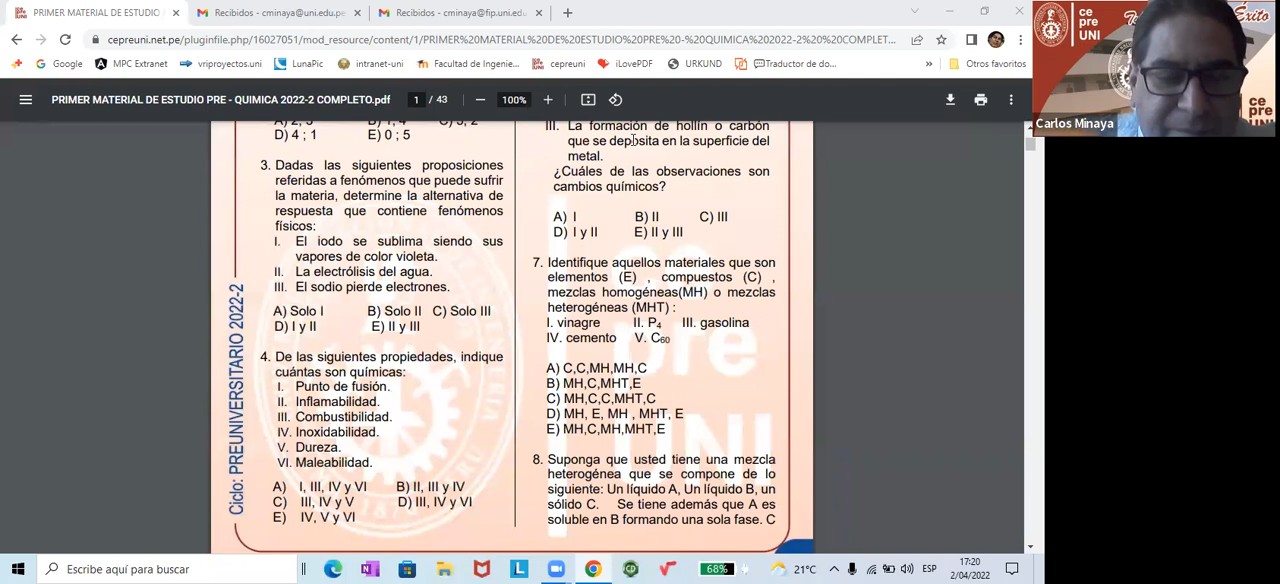 PRIMER MATERIAL DE ESTUDIO
Recibidos - cminaya@uni.edu.pe
Recibidos - cminaya@fip.uni.edu
cepreuni.net.pe/pluginfile.php/16027051/mod_resource/content/1/PRIMER%20MATERIAL%20DE%20ESTUDIO%20PRE%20-%20QUIMICA%202022-2%20%20COMPLET...
Google
MPC Extranet
vriproyectos.uni
LunaPic
intranet-uni
Facultad de Ingenie...
cepreuni
iLovePDF
URKUND
Traductor de do...
»
Otros favoritos
PRIMER MATERIAL DE ESTUDIO PRE - QUIMICA 2022-2 COMPLETO.pdf
1 / 43
100%
ce
pre
UNI
Éxito
Carlos Minaya
Ciclo: PREUNIVERSITARIO 2022-2
D) 4 ; 1 E) 0 ; 5
3. Dadas las siguientes proposiciones
referidas a fenómenos que puede sufrir
la materia, determine la alternativa de
respuesta que contiene fenómenos
físicos:
I. El iodo se sublima siendo sus
vapores de color violeta.
II. La electrólisis del agua.
III. El sodio pierde electrones.
A) Solo I B) Solo II C) Solo III
D) I y II E) II y III
4. De las siguientes propiedades, indique
cuántas son químicas:
I. Punto de fusión.
II. Inflamabilidad.
III. Combustibilidad.
IV. Inoxidabilidad.
V. Dureza.
VI. Maleabilidad.
A) I, III, IV y VI B) II, III y IV
C) III, IV y V D) III, IV y VI
E) IV, V y VI
III. La formación de hollín o carbón
que se deposita en la superficie del
metal.
¿Cuáles de las observaciones son
cambios químicos?
A) I B) II C) III
D) I y II E) II y III
7. Identifique aquellos materiales que son
elementos (E) , compuestos (C) ,
mezclas homogéneas(MH) o mezclas
heterogéneas (MHT) :
I. vinagre II. P₄ III. gasolina
IV. cemento V. C₆₀
A) C,C,MH,MH,C
B) MH,C,MHT,E
C) MH,C,C,MHT,C
D) MH, E, MH , MHT, E
E) MH,C,MH,MHT,E
8. Suponga que usted tiene una mezcla
heterogénea que se compone de lo
siguiente: Un líquido A, Un líquido B, un
sólido C. Se tiene además que A es
soluble en B formando una sola fase. C
Escribe aquí para buscar
68%
21°C
ESP
17:20
2/04/2022